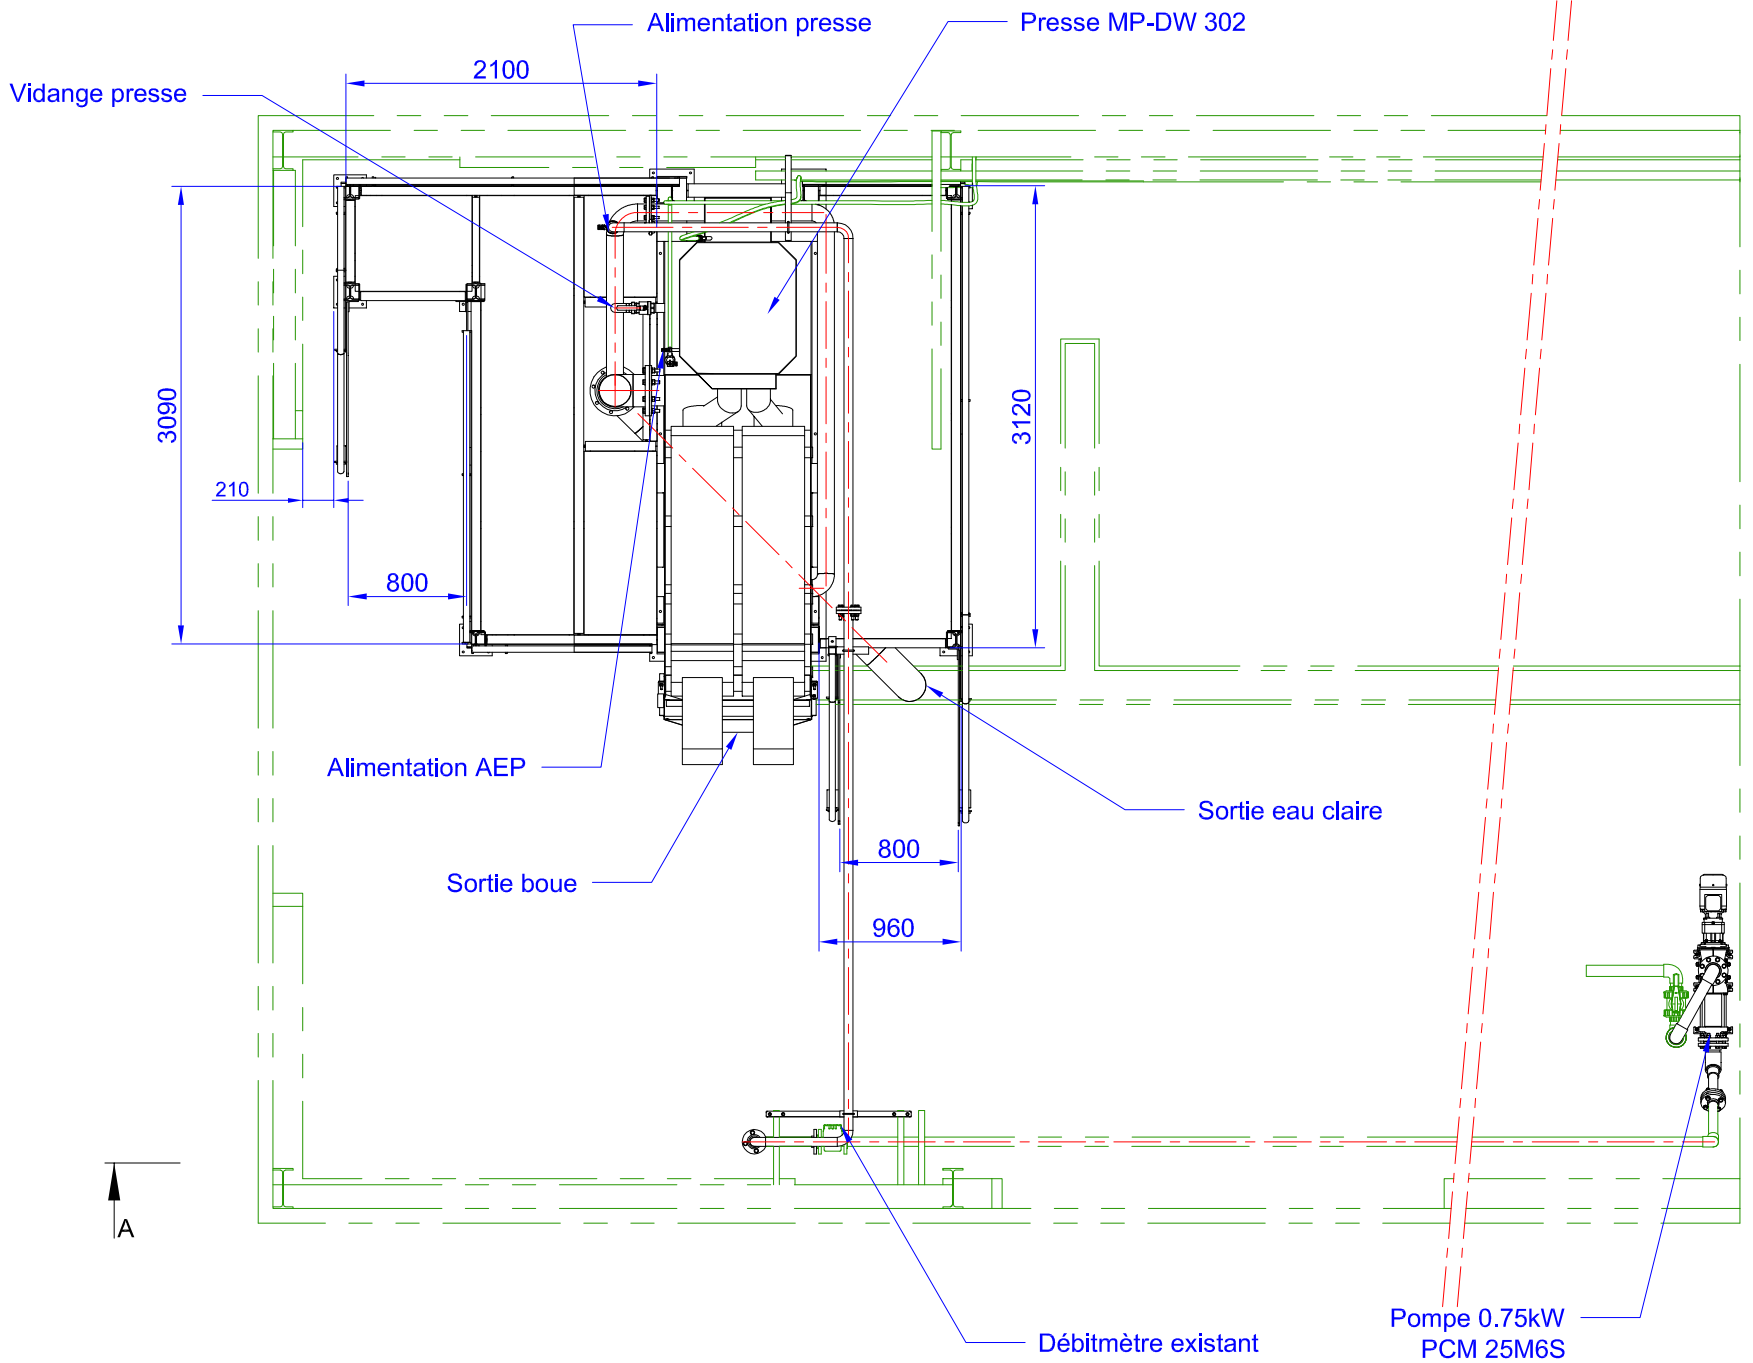 Alimentation presse
Presse MP-DW 302
2100
Vidange presse
3090
3120
210
800
Alimentation AEP
Sortie eau claire
800
Sortie boue
960
A
Pompe 0.75kW
PCM 25M6S
Débitmètre existant